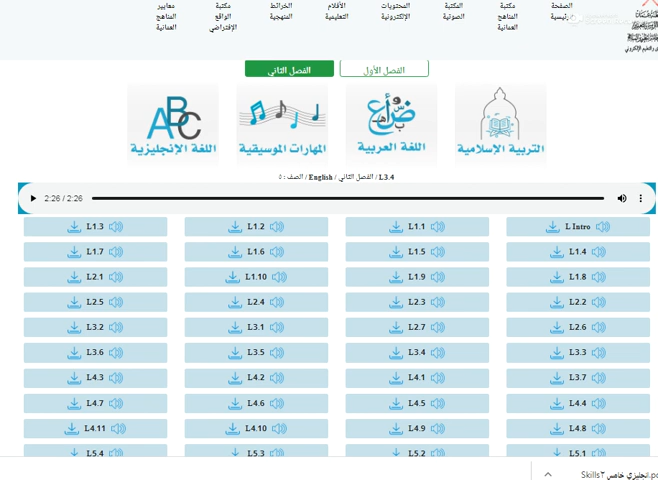 الصفحة الرئيسية
مكتبة المناهج العمانية
المكتبة الصوتية
المحتويات الإلكترونية
الأفلام التعليمية
الخرائط المنهجية
مكتبة الواقع الإفتراضي
معايير المناهج العمانية
الفصل الأول
الفصل الثاني
التربية الإسلامية
اللغة العربية
المهارات الموسيقية
ABC
اللغة الإنجليزية
الصف : ٥ / English / الفصل الثاني / L3.4
2:26 / 2:26
L Intro
L1.1
L1.2
L1.3
L1.4
L1.5
L1.6
L1.7
L1.8
L1.9
L1.10
L2.1
L2.2
L2.3
L2.4
L2.5
L2.6
L2.7
L3.1
L3.2
L3.3
L3.4
L3.5
L3.6
L3.7
L4.1
L4.2
L4.3
L4.4
L4.5
L4.6
L4.7
L4.8
L4.9
L4.10
L4.11
L5.1
L5.2
L5.3
L5.4
انجليزي خامس Skills٢